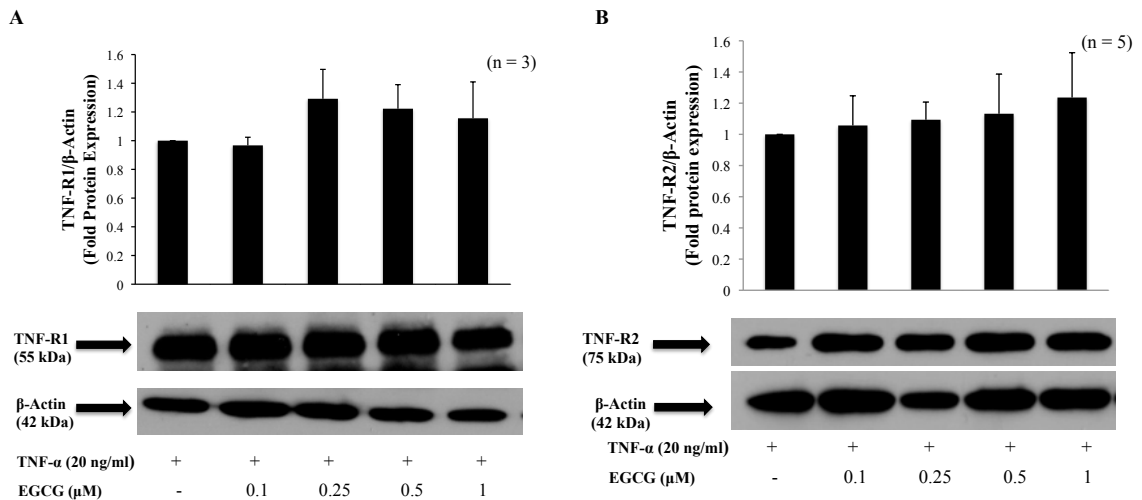 A
(n = 3)
TNF-R1/β-Actin
(Fold Protein Expression)
1.6
1.4
1.2
1
0.8
0.6
0.4
0.2
0
TNF-R1
(55 kDa)
β-Actin
(42 kDa)
TNF-α (20 ng/ml) + + + + +
EGCG (µM) - 0.1 0.25 0.5 1
B
(n = 5)
TNF-R2/β-Actin
(Fold protein expression)
1.6
1.4
1.2
1
0.8
0.6
0.4
0.2
0
TNF-R2
(75 kDa)
β-Actin
(42 kDa)
TNF-α (20 ng/ml) + + + + +
EGCG (µM) - 0.1 0.25 0.5 1